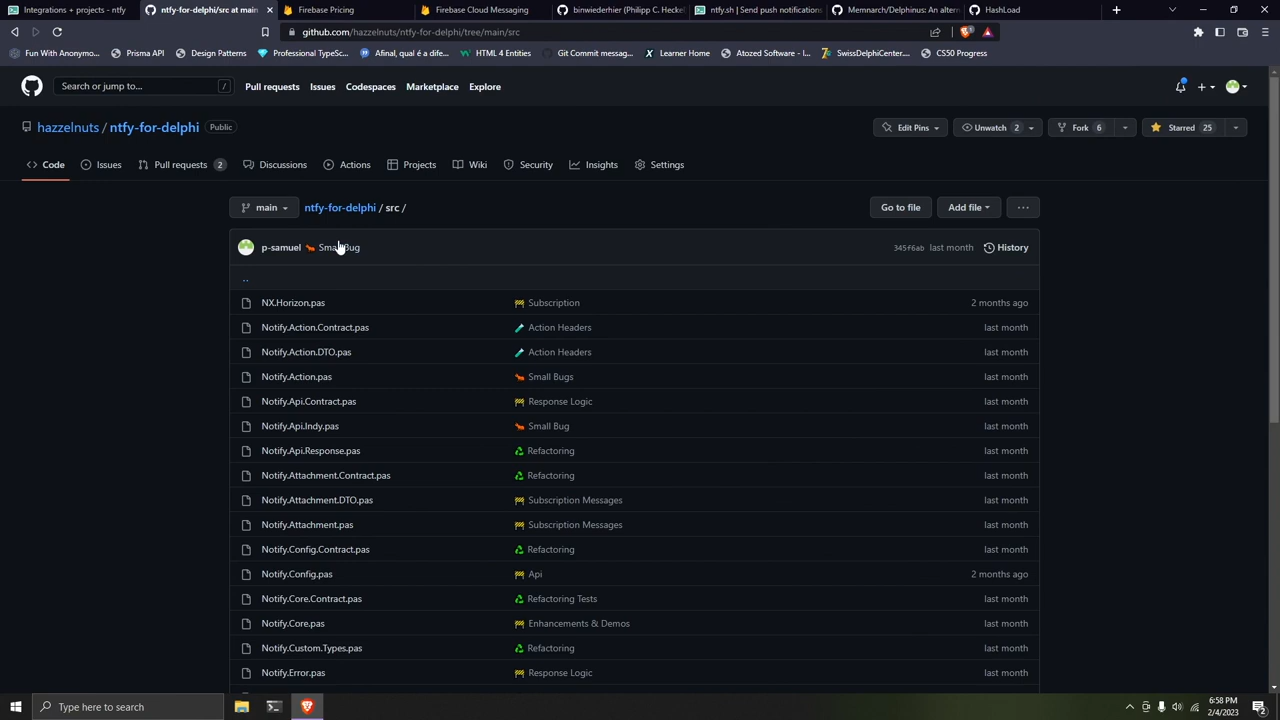 Integrations + projects - ntfy
ntfy-for-delphi/src at main
Firebase Pricing
Firebase Cloud Messaging
binwiederhier (Philipp C. Heckel
ntfy.sh | Send push notifications
Memnarch/Delphinus: An altern
HashLoad
github.com/hazzelnuts/ntfy-for-delphi/tree/main/src
Fun With Anonymo...
Prisma API
Design Patterns
Professional TypeSc...
Afinal, qual é a dife...
HTML 4 Entities
Git Commit messag...
Learner Home
Atozed Software - I...
SwissDelphiCenter....
CS50 Progress
Search or jump to...
/
Pull requests
Issues
Codespaces
Marketplace
Explore
hazzelnuts / ntfy-for-delphi
Public
Edit Pins
Unwatch 2
Fork 6
Starred 25
Code
Issues
Pull requests 2
Discussions
Actions
Projects
Wiki
Security
Insights
Settings
main
ntfy-for-delphi / src /
Go to file
Add file
...
p-samuel Small Bug
345f6ab last month
History
..
NX.Horizon.pas Subscription 2 months ago
Notify.Action.Contract.pas Action Headers last month
Notify.Action.DTO.pas Action Headers last month
Notify.Action.pas Small Bugs last month
Notify.Api.Contract.pas Response Logic last month
Notify.Api.Indy.pas Small Bug last month
Notify.Api.Response.pas Refactoring last month
Notify.Attachment.Contract.pas Refactoring last month
Notify.Attachment.DTO.pas Subscription Messages last month
Notify.Attachment.pas Subscription Messages last month
Notify.Config.Contract.pas Refactoring last month
Notify.Config.pas Api 2 months ago
Notify.Core.Contract.pas Refactoring Tests last month
Notify.Core.pas Enhancements & Demos last month
Notify.Custom.Types.pas Refactoring last month
Notify.Error.pas Response Logic last month
Type here to search
6:58 PM
2/4/2023